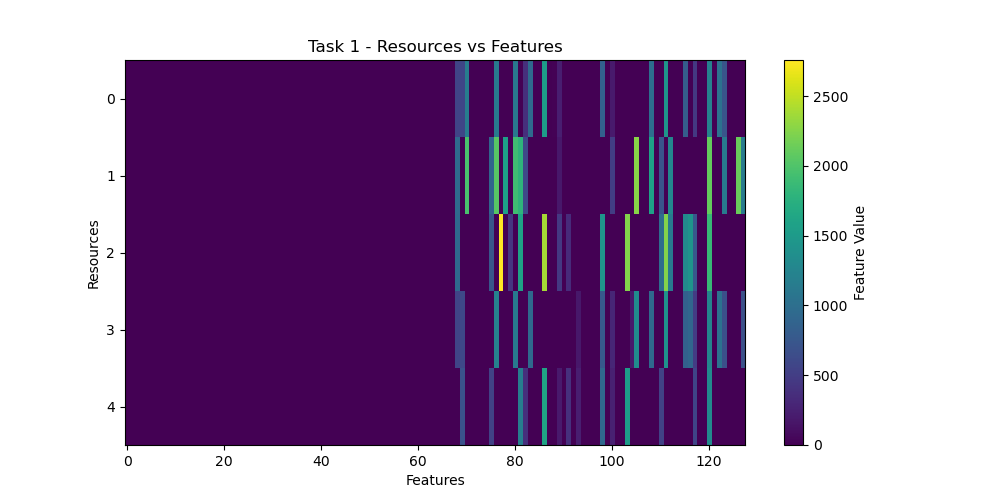 Task 1 - Resources vs Features
Resources
0
1
2
3
4
0 20 40 60 80 100 120
Features
2500
2000
1500
1000
500
0
Feature Value